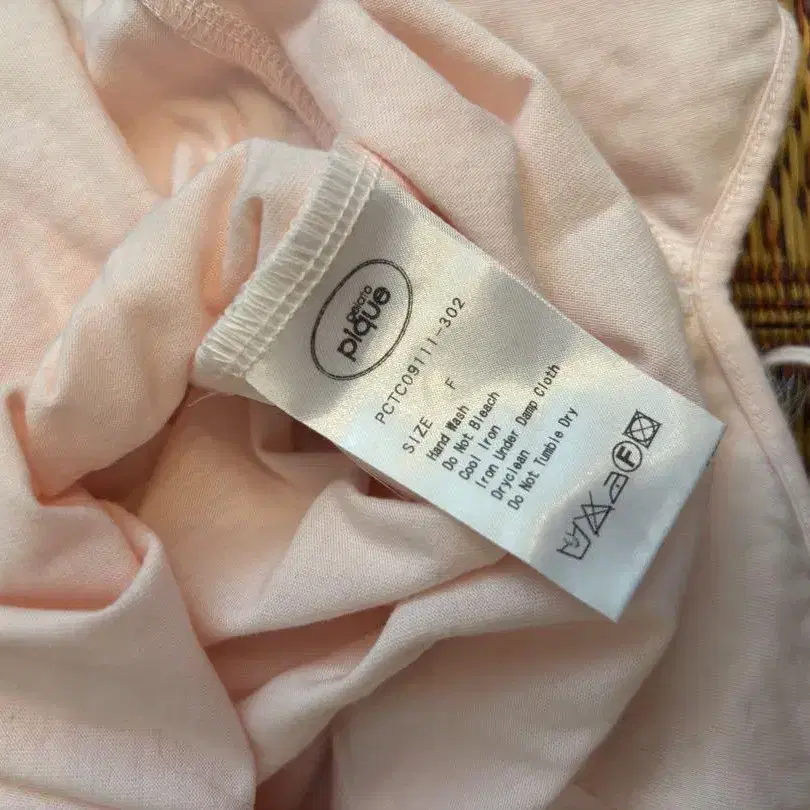 gelato
pique
PCTC09111-302
SIZE F
Hand Wash
Do Not Bleach
Cool Iron
Iron Under Damp Cloth
Dryclean
Do Not Tumble Dry
F